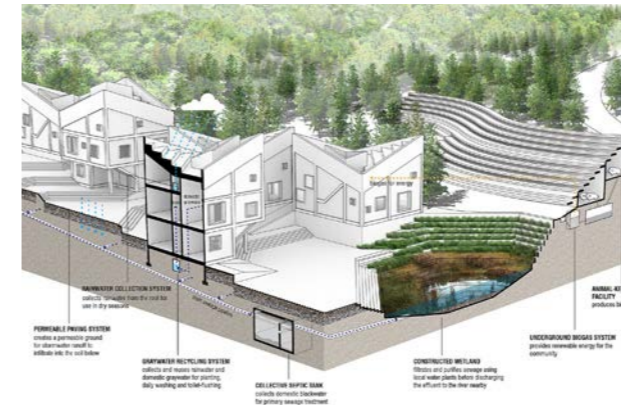 biogas for energy
RAINWATER COLLECTION SYSTEM
collects rainwater from the roof for
use in dry seasons
PERMEABLE PAVING SYSTEM
creates a permeable ground
for stormwater runoff to
infiltrate into the soil below
GRAYWATER RECYCLING SYSTEM
collects and reuses rainwater and
domestic graywater for planting,
daily washing and toilet-flushing
COLLECTIVE SEPTIC TANK
collects domestic blackwater
for primary sewage treatment
CONSTRUCTED WETLAND
filtrates and purifies sewage using
local water plants before discharging
the effluent to the river nearby
UNDERGROUND BIOGAS SYSTEM
provides renewable energy for the
community
FACILITY
produces